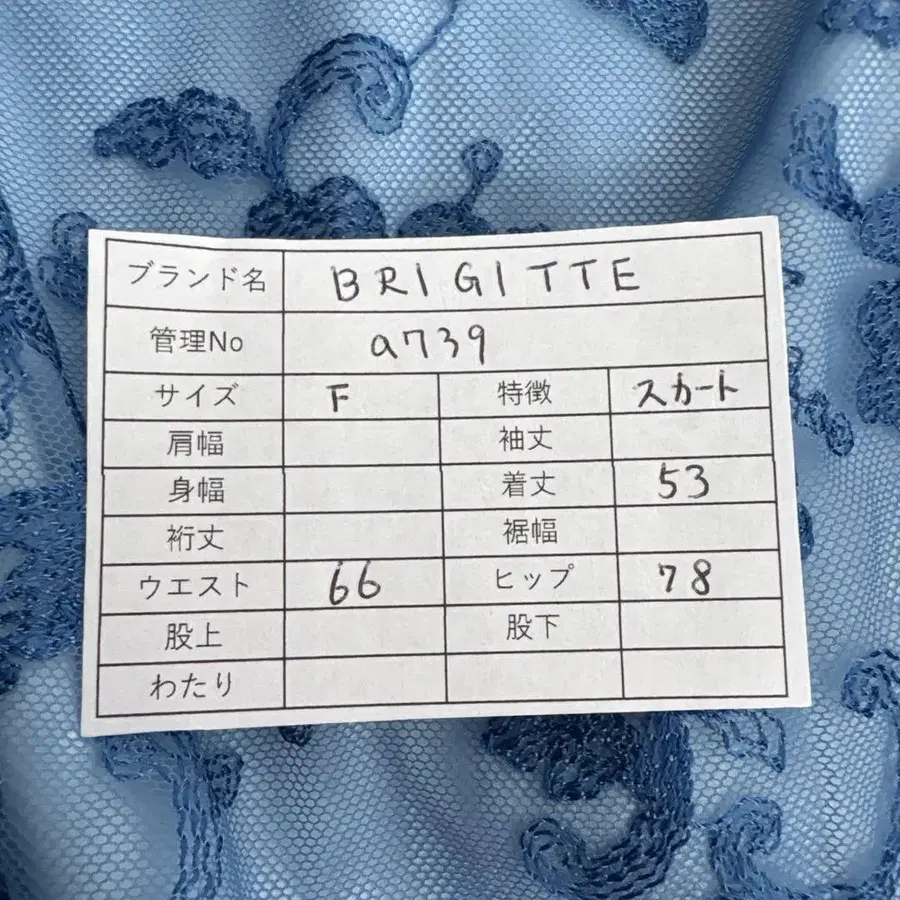 ブランド名 BRIGITTE
管理No a739
サイズ F 特徴 スカート
肩幅 袖丈
身幅 着丈 53
裄丈 裾幅
ウエスト 66 ヒップ 78
股上 股下
わたり